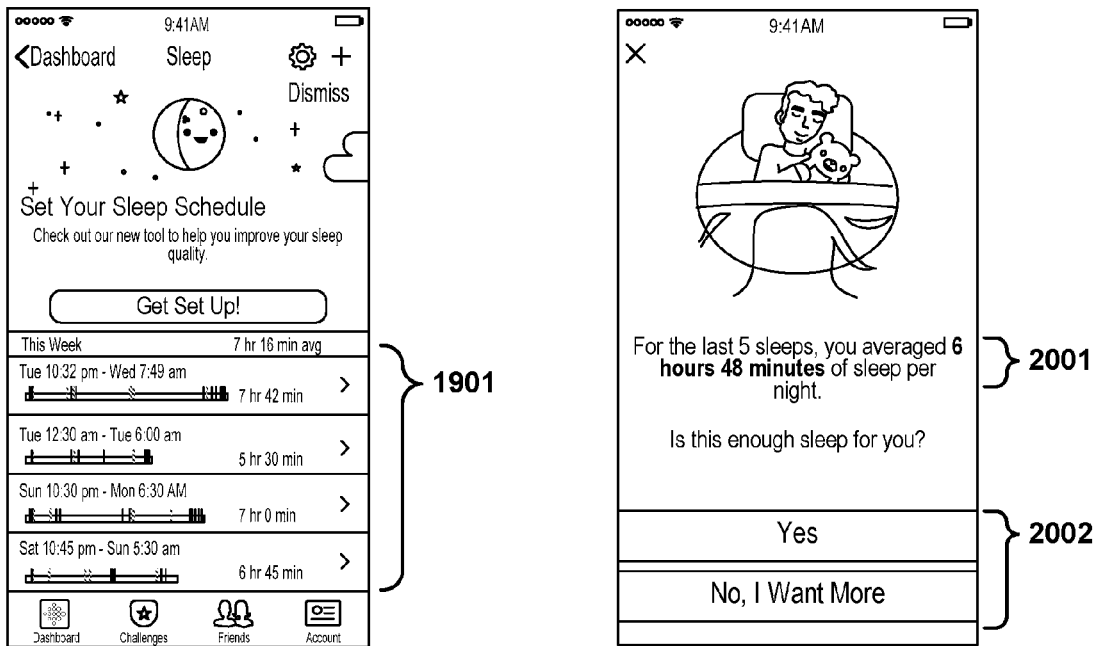 9:41AM
Dashboard Sleep
Dismiss
Set Your Sleep Schedule
Check out our new tool to help you improve your sleep
quality.
Get Set Up!
This Week 7 hr 16 min avg
Tue 10:32 pm - Wed 7:49 am
7 hr 42 min
Tue 12:30 am - Tue 6:00 am
5 hr 30 min
Sun 10:30 pm - Mon 6:30 AM
7 hr 0 min
Sat 10:45 pm - Sun 5:30 am
6 hr 45 min
Dashboard Challenges Friends Account
1901
9:41AM
For the last 5 sleeps, you averaged 6
hours 48 minutes of sleep per
night.
2001
Is this enough sleep for you?
Yes
No, I Want More
2002